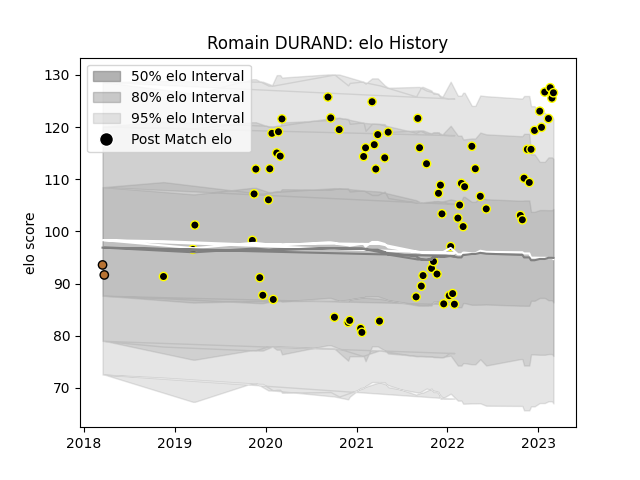 Romain DURAND: elo History
50% elo Interval
80% elo Interval
95% elo Interval
Post Match elo
elo score
130
120
110
100
90
80
70
2018
2019
2020
2021
2022
2023